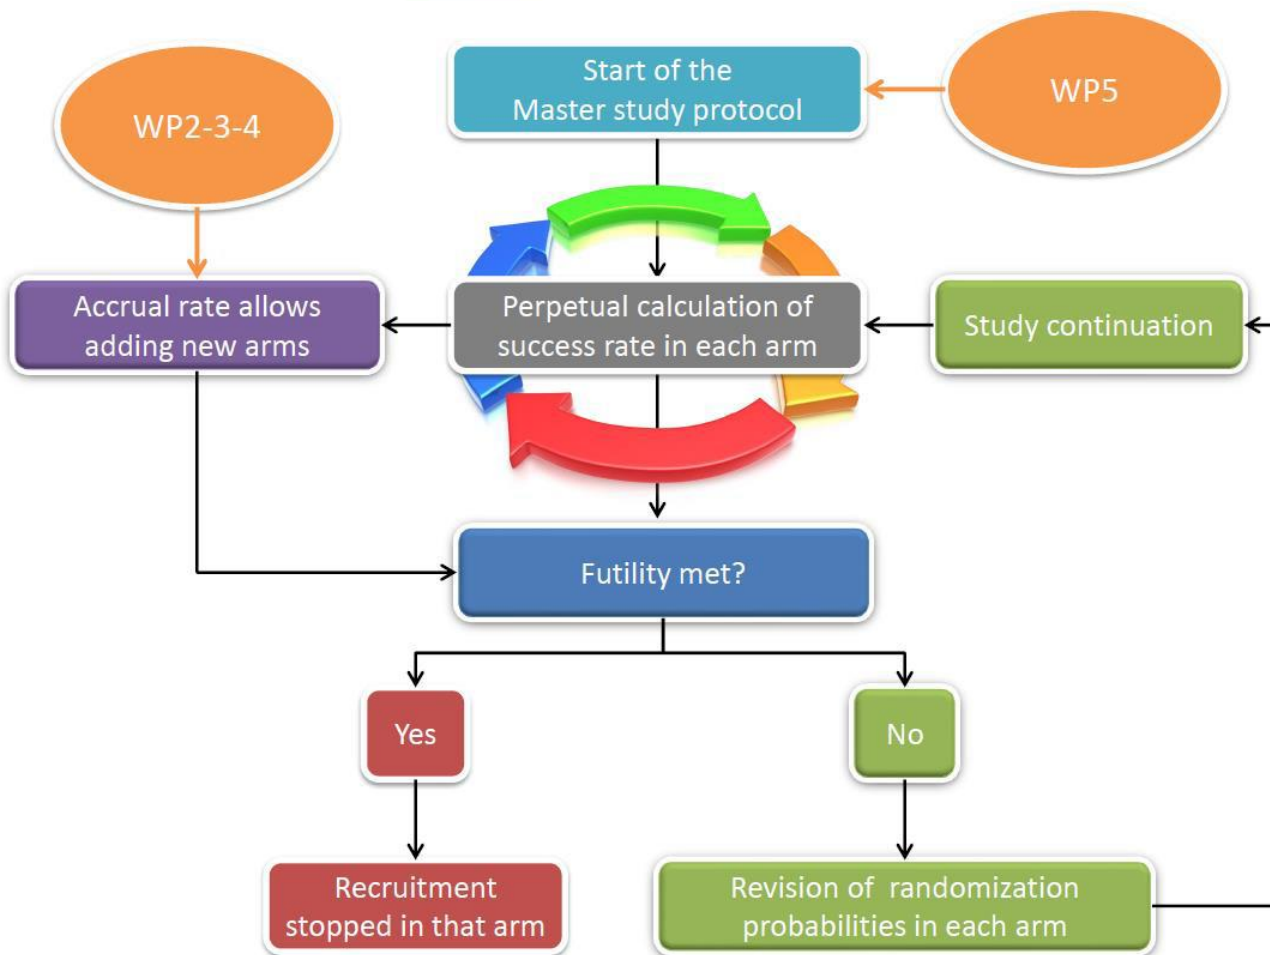 Start of the
Master study protocol
WP5
WP2-3-4
Accrual rate allows
adding new arms
Perpetual calculation of
success rate in each arm
Study continuation
Futility met?
Yes
No
Recruitment
stopped in that arm
Revision of randomization
probabilities in each arm